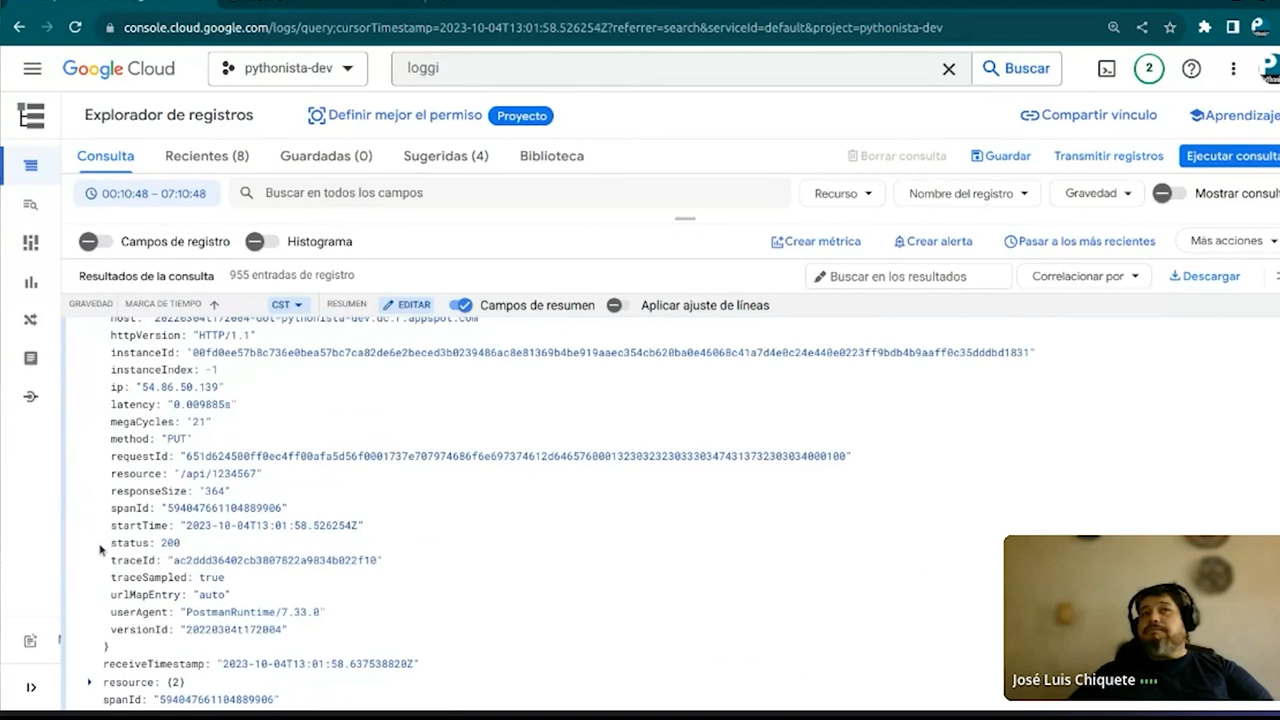 console.cloud.google.com/logs/query;cursorTimestamp=2023-10-04T13:01:58.526254Z?referrer=search&serviceId=default&project=pythonista-dev
Google Cloud
pythonista-dev
loggi
Buscar
2
Explorador de registros
Definir mejor el permiso
Proyecto
Compartir vínculo
Aprendizaje
Consulta
Recientes (8)
Guardadas (0)
Sugeridas (4)
Biblioteca
Borrar consulta
Guardar
Transmitir registros
Ejecutar consulta
00:10:48 – 07:10:48
Buscar en todos los campos
Recurso
Nombre del registro
Gravedad
Mostrar consul
Campos de registro
Histograma
Crear métrica
Crear alerta
Pasar a los más recientes
Más acciones
Resultados de la consulta
955 entradas de registro
Buscar en los resultados
Correlacionar por
Descargar
GRAVEDAD
MARCA DE TIEMPO
CST
RESUMEN
EDITAR
Campos de resumen
Aplicar ajuste de líneas
host: "20220304t172004-dot-pythonista-dev.uc.r.appspot.com"
httpVersion: "HTTP/1.1"
instanceId:
instanceIndex: -1
ip: "54.86.50.139"
latency: "0.009885s"
megaCycles: "21"
method: "PUT"
requestId:
resource: "/api/1234567"
responseSize: "364"
spanId: "594047661104889906"
startTime: "2023-10-04T13:01:58.526254Z"
status: 200
traceId: "ac2ddd36402cb3807822a9834b022f10"
traceSampled: true
urlMapEntry: "auto"
userAgent: "PostmanRuntime/7.33.0"
versionId: "20220304t172004"
}
receiveTimestamp: "2023-10-04T13:01:58.637538820Z"
resource: {2}
spanId: "594047661104889906"
José Luis Chiquete